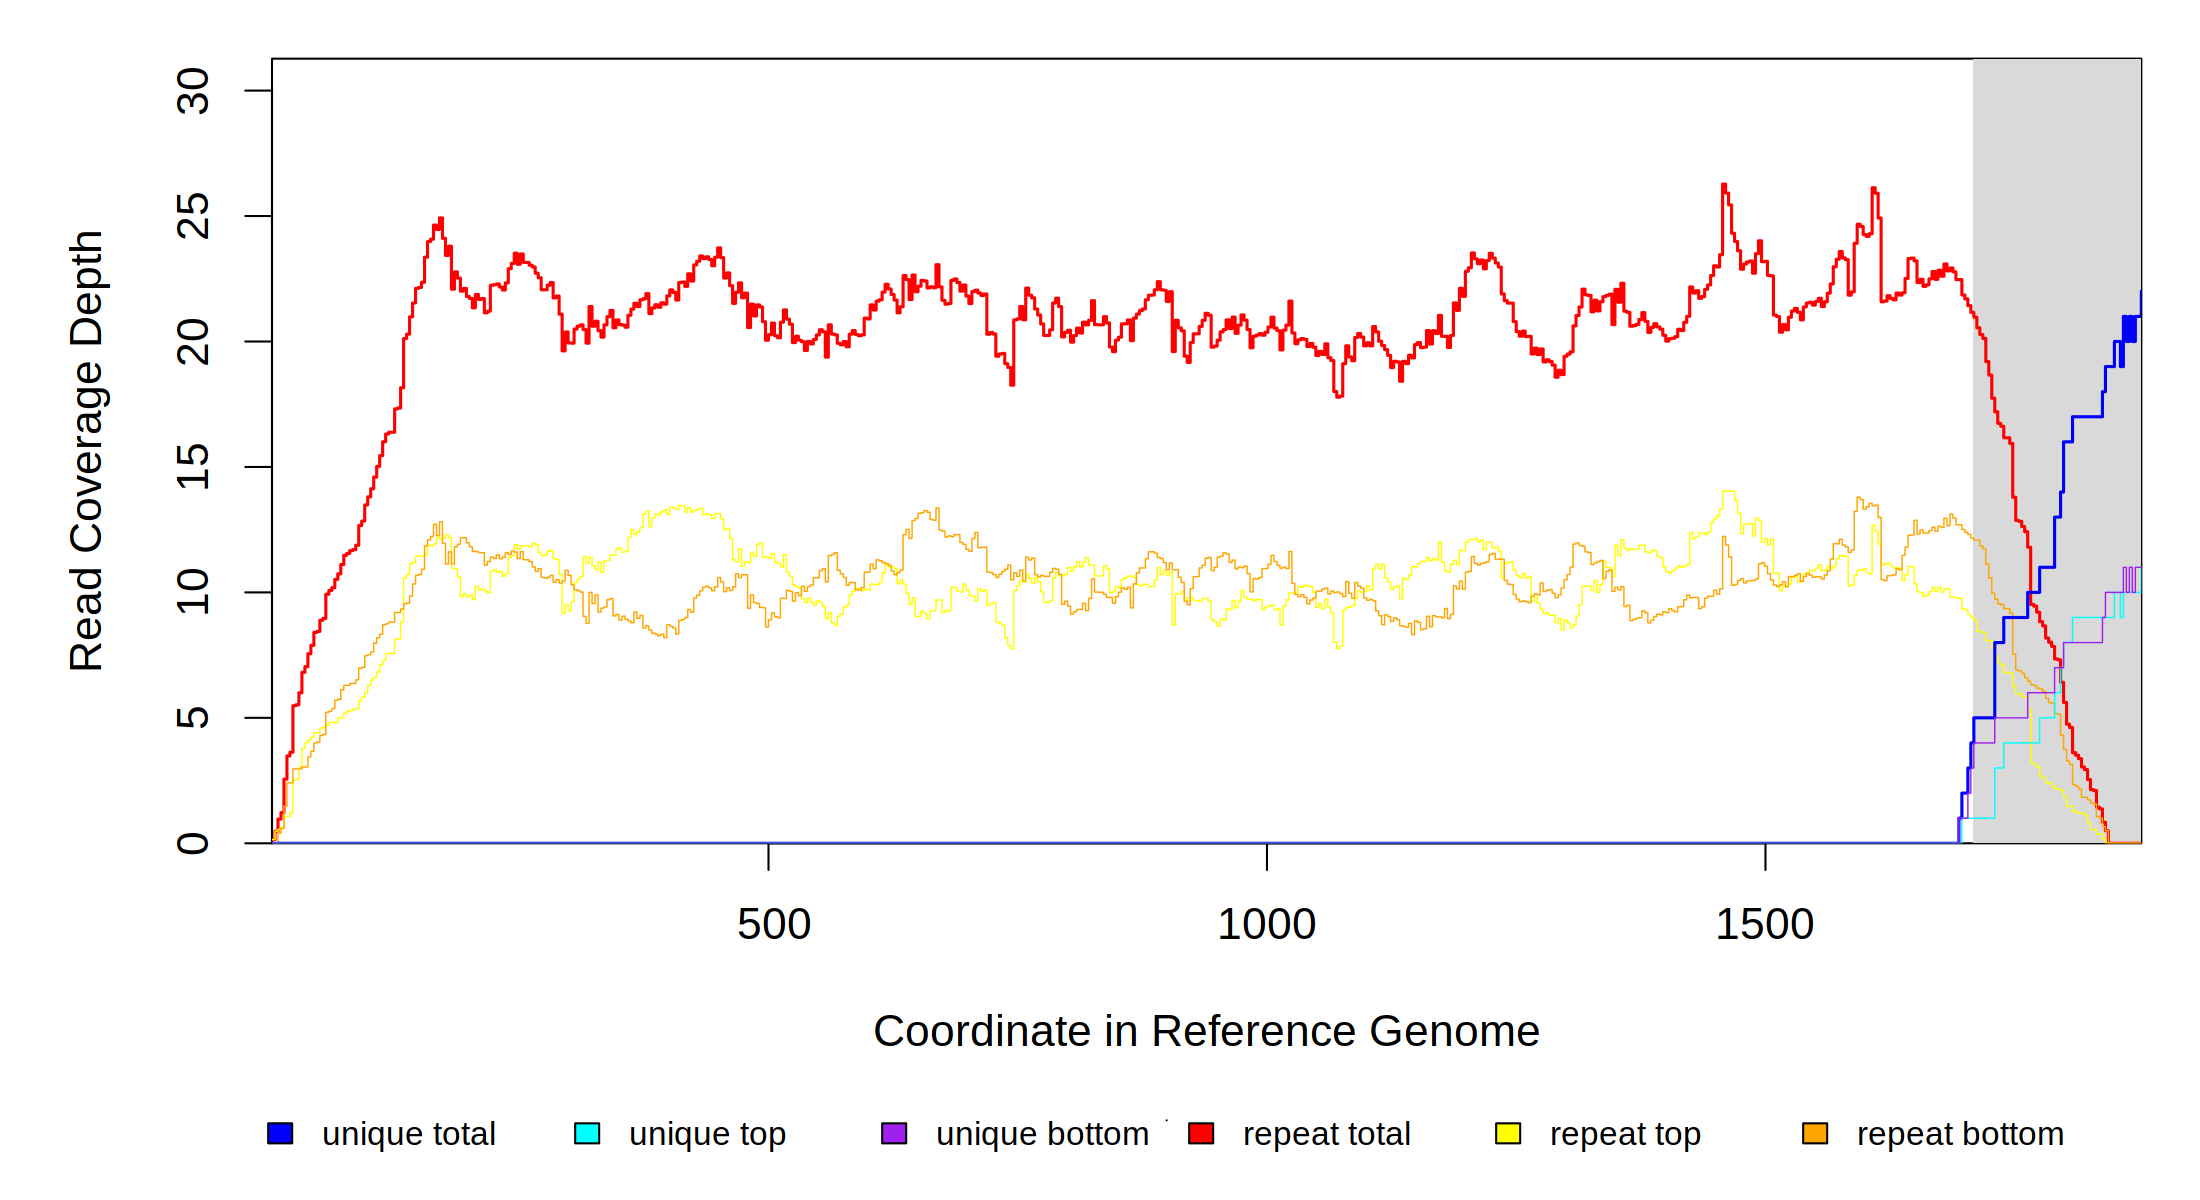 30
25
20
15
10
5
0
Read Coverage Depth
500 1000 1500
Coordinate in Reference Genome
unique total unique top unique bottom repeat total repeat top repeat bottom